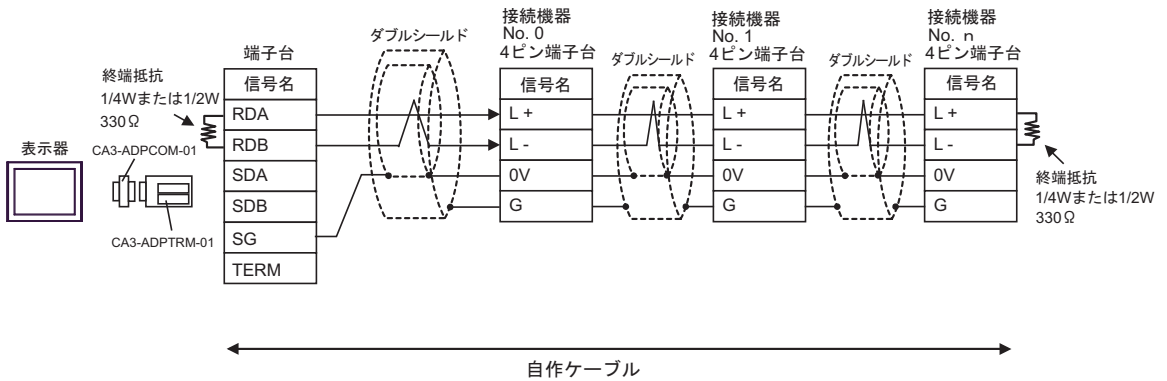 表示器
CA3-ADPCOM-01
CA3-ADPTRM-01
終端抵抗
1/4Wまたは1/2W
330Ω
端子台
信号名
RDA
RDB
SDA
SDB
SG
TERM
ダブルシールド
接続機器
No. 0
4ピン端子台
信号名
L +
L -
0V
G
ダブルシールド
接続機器
No. 1
4ピン端子台
信号名
L +
L -
0V
G
ダブルシールド
接続機器
No. n
4ピン端子台
信号名
L +
L -
0V
G
終端抵抗
1/4Wまたは1/2W
330Ω
自作ケーブル